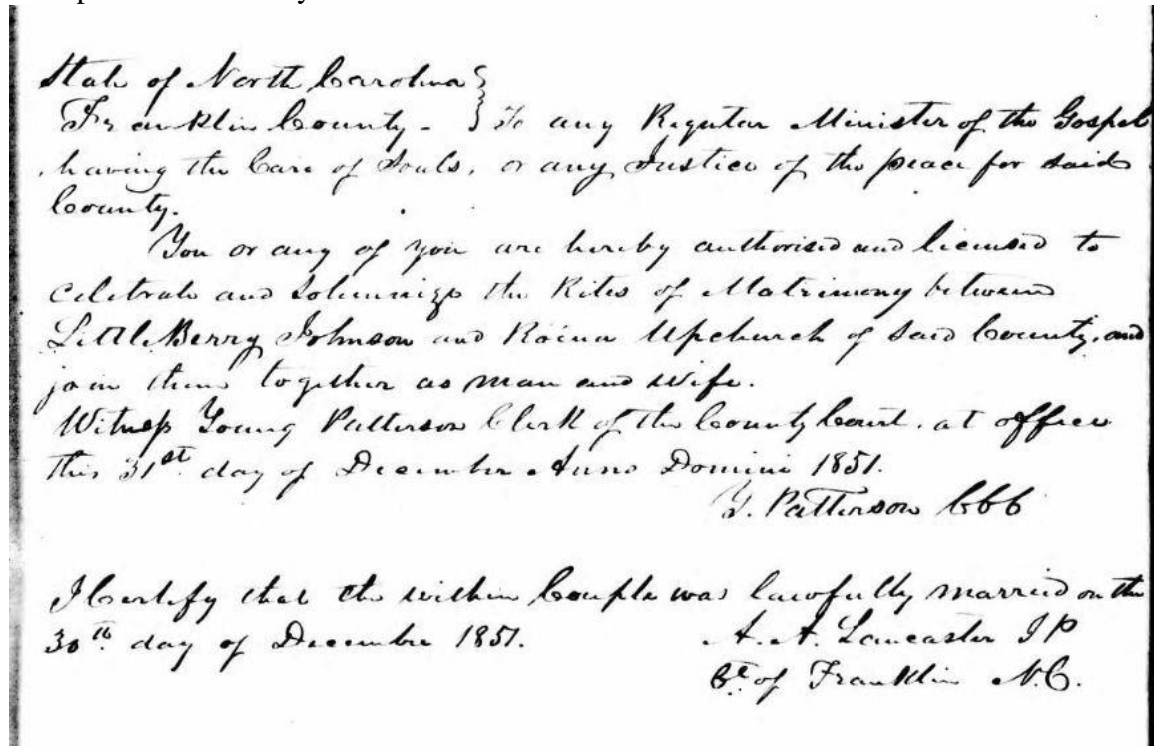 State of North Carolina }
Franklin County - } To any Regular Minister of the Gospel
having the Care of Souls, or any Justice of the peace for said
County.
You or any of you are hereby authorised and licensed to
Celebrate and Solemnize the Rites of Matrimony between
LittleBerry Johnson and Upchurch of said County, and
join them together as man and wife.
Witness Young Patterson Clerk of the County Court, at office
this 31st day of December Anno Domini 1851.
Y. Patterson CCC
I Certify that the within Couple was lawfully married on the
30th day of December 1851. A. A. Lancaster JP
Ct. of Franklin N.C.